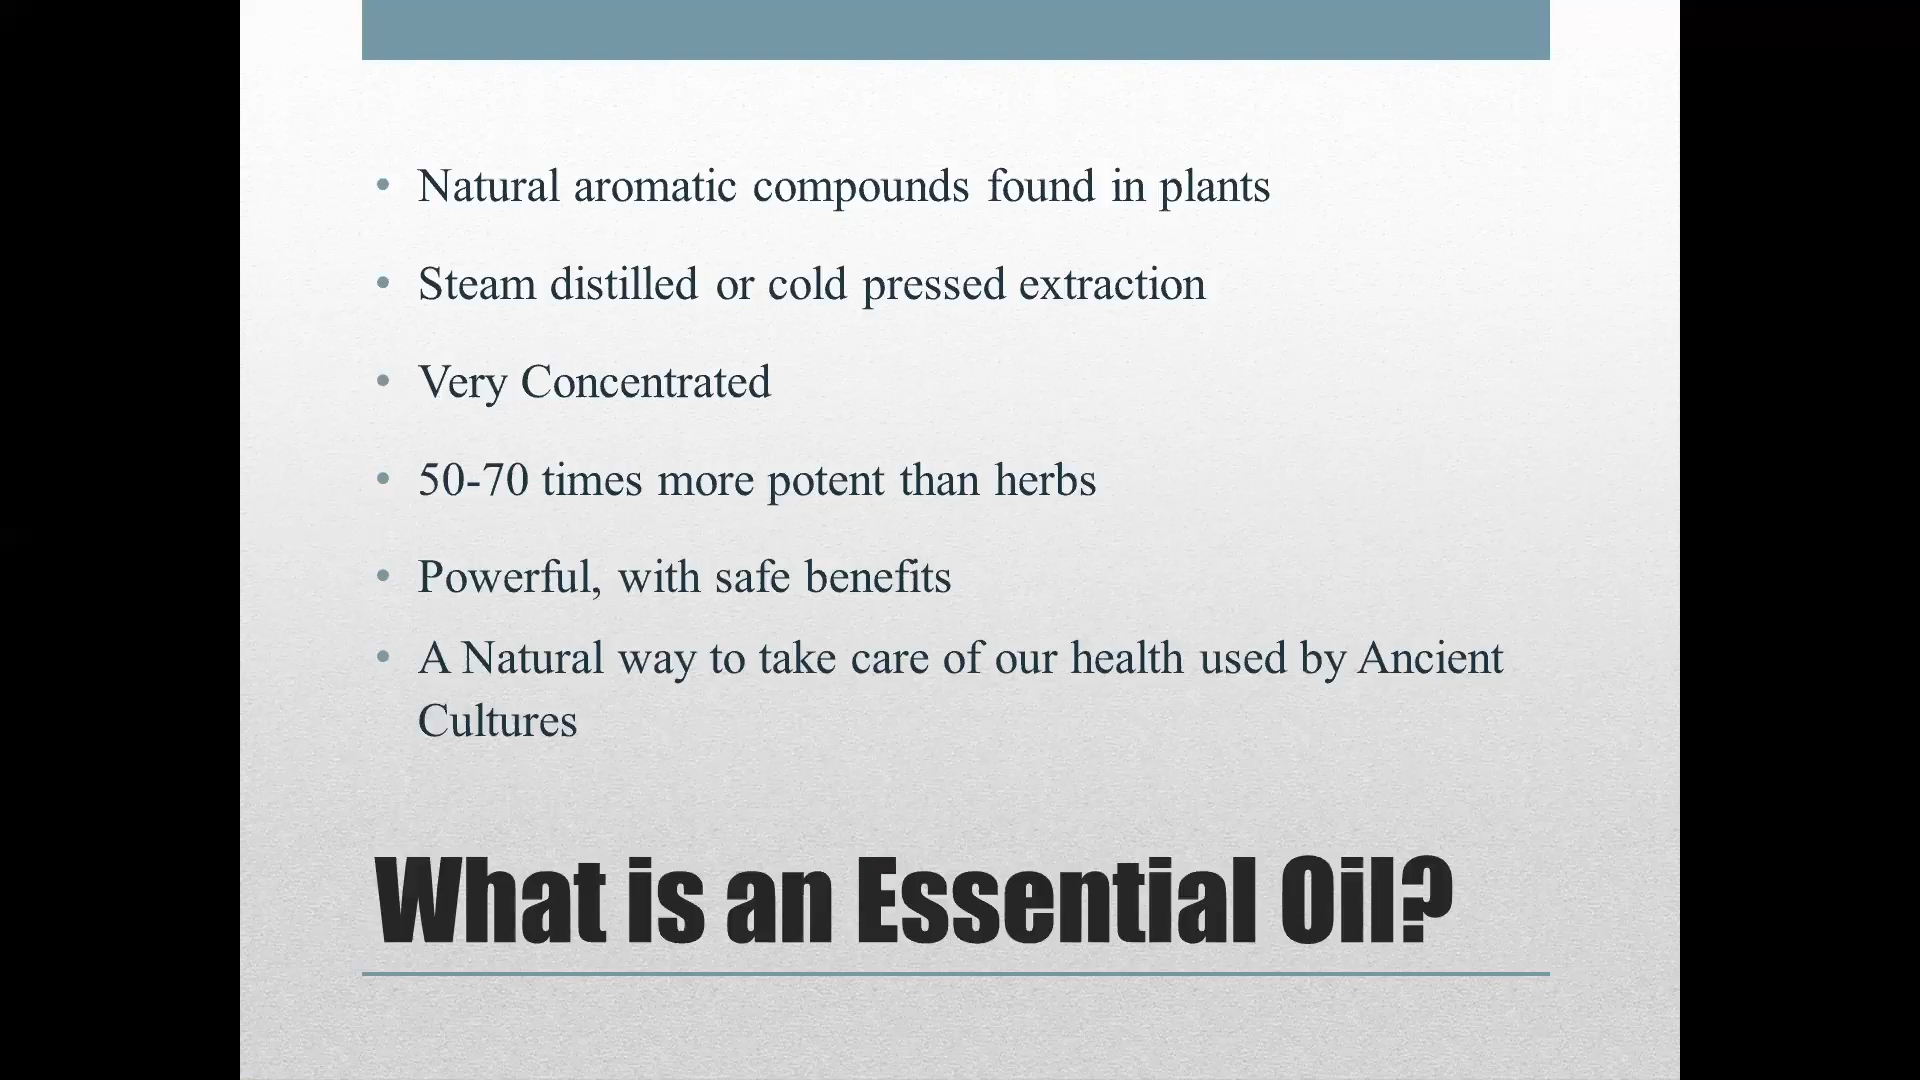 Natural aromatic compounds found in plants
Steam distilled or cold pressed extraction
Very Concentrated
50-70 times more potent than herbs
Powerful, with safe benefits
A Natural way to take care of our health used by Ancient
Cultures
What is an Essential Oil?